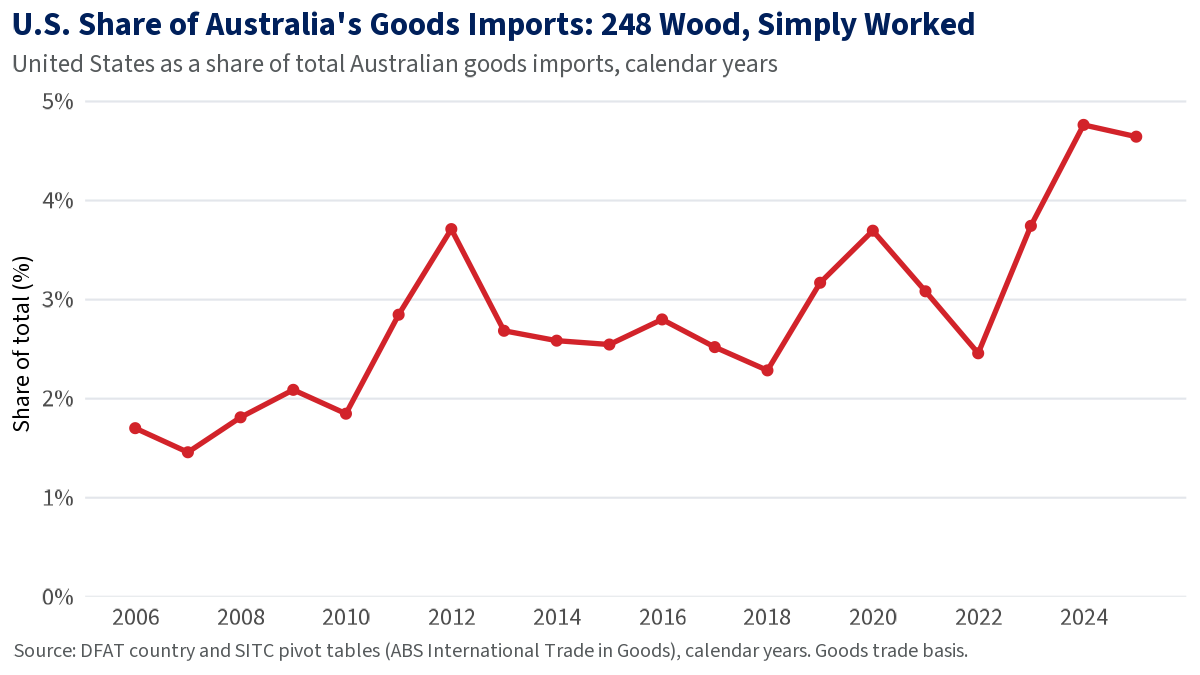 U.S. Share of Australia's Goods Imports: 248 Wood, Simply Worked
United States as a share of total Australian goods imports, calendar years
5%
4%
3%
2%
1%
0%
Share of total (%)
2006 2008 2010 2012 2014 2016 2018 2020 2022 2024
Source: DFAT country and SITC pivot tables (ABS International Trade in Goods), calendar years. Goods trade basis.